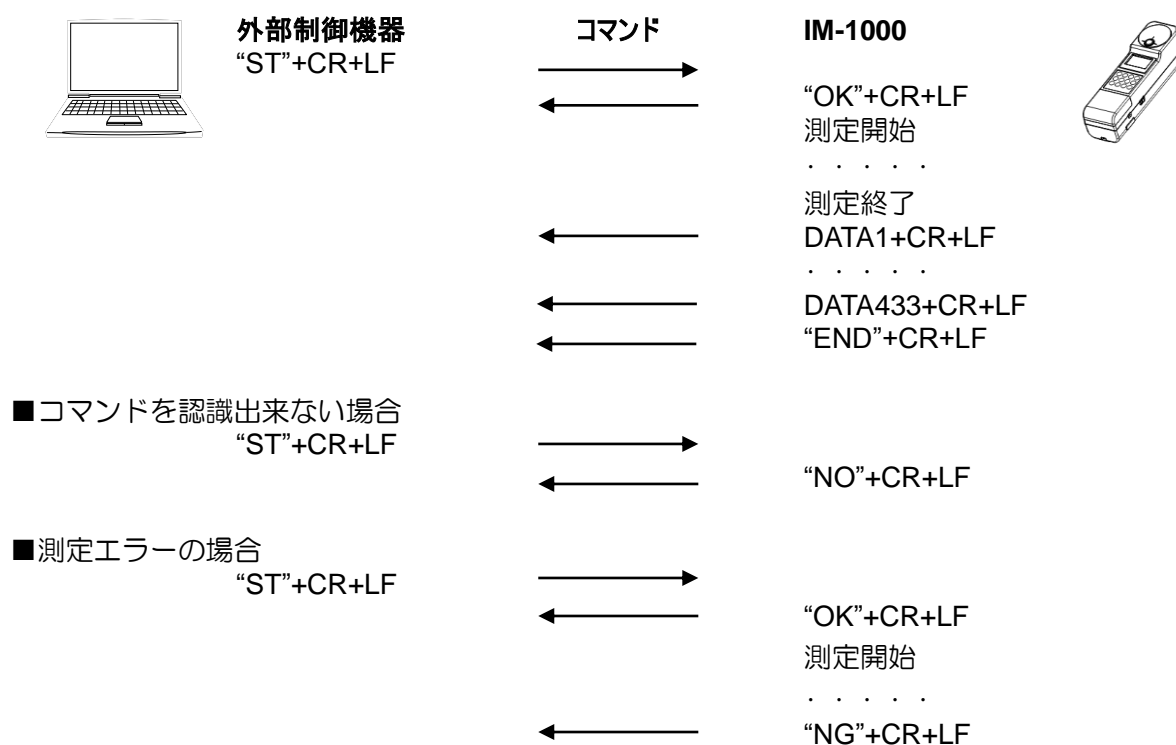 外部制御機器 コマンド IM-1000
“ST”+CR+LF
“OK”+CR+LF
測定開始
・・・・・
測定終了
DATA1+CR+LF
・・・・・
DATA433+CR+LF
“END”+CR+LF
■コマンドを認識出来ない場合
“ST”+CR+LF
“NO”+CR+LF
■測定エラーの場合
“ST”+CR+LF
“OK”+CR+LF
測定開始
・・・・・
“NG”+CR+LF